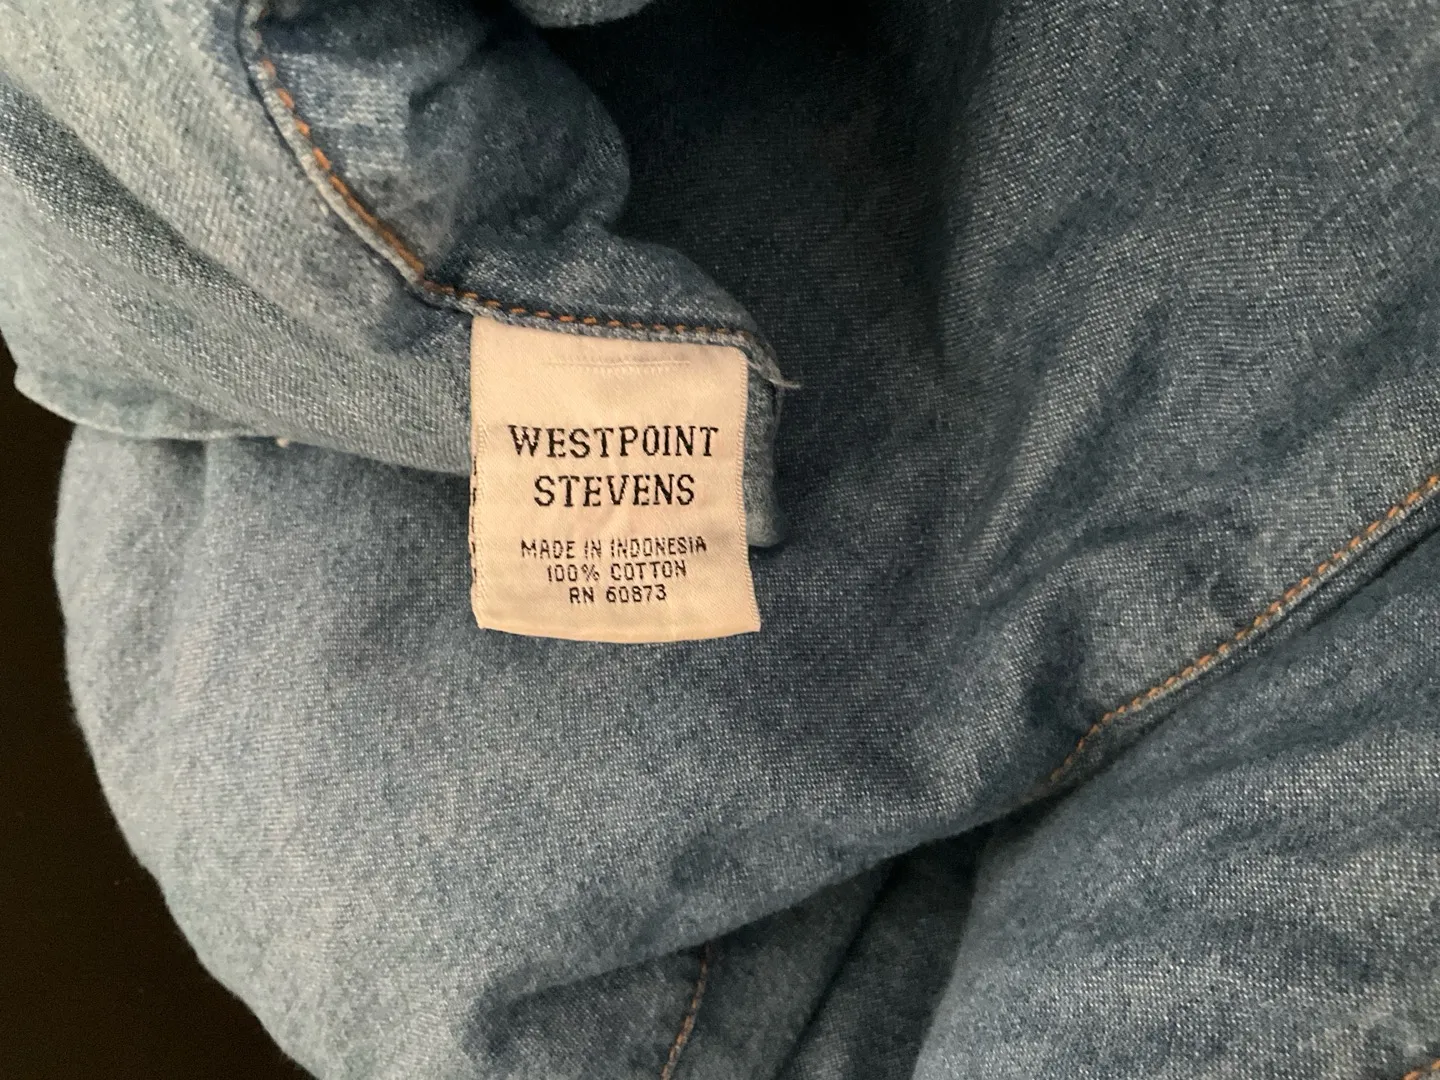 WESTPOINT
STEVENS
MADE IN INDONESIA
100% COTTON
RN 60873